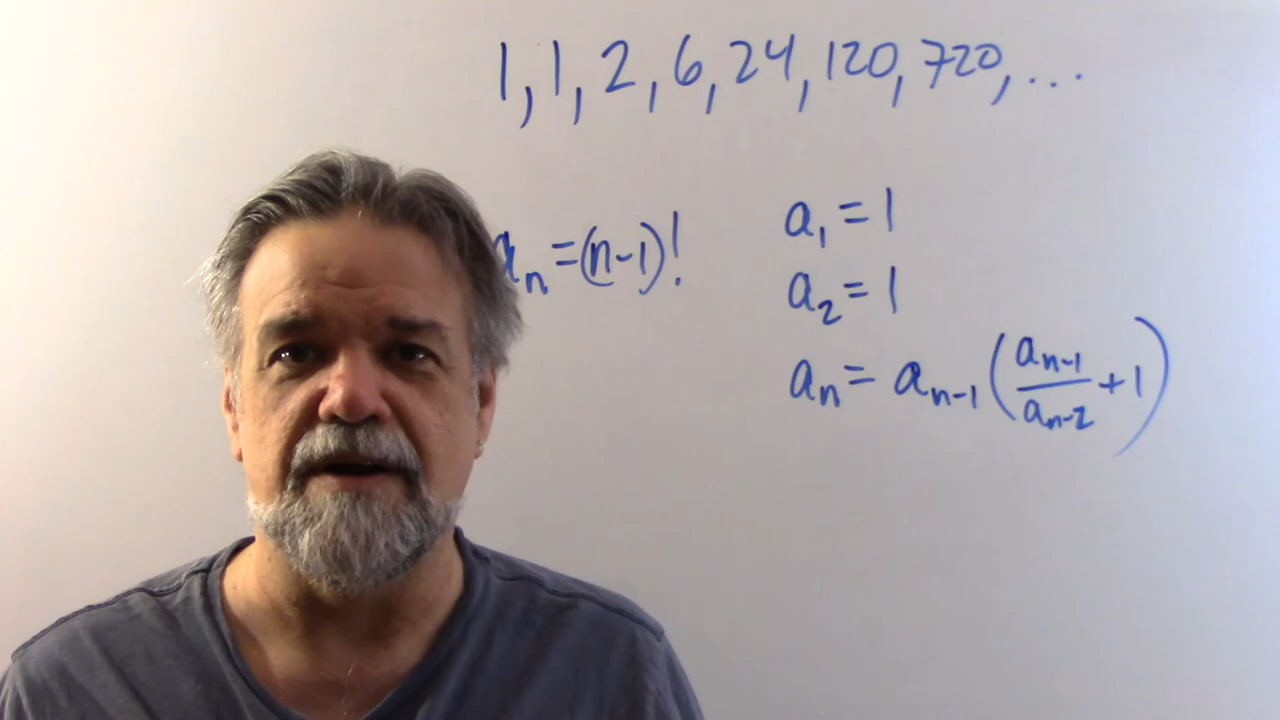 1, 1, 2, 6, 24, 120, 720, ...
aₙ = (n-1)!
a₁ = 1
a₂ = 1
aₙ = aₙ₋₁ (aₙ₋₁/aₙ₋₂ + 1)